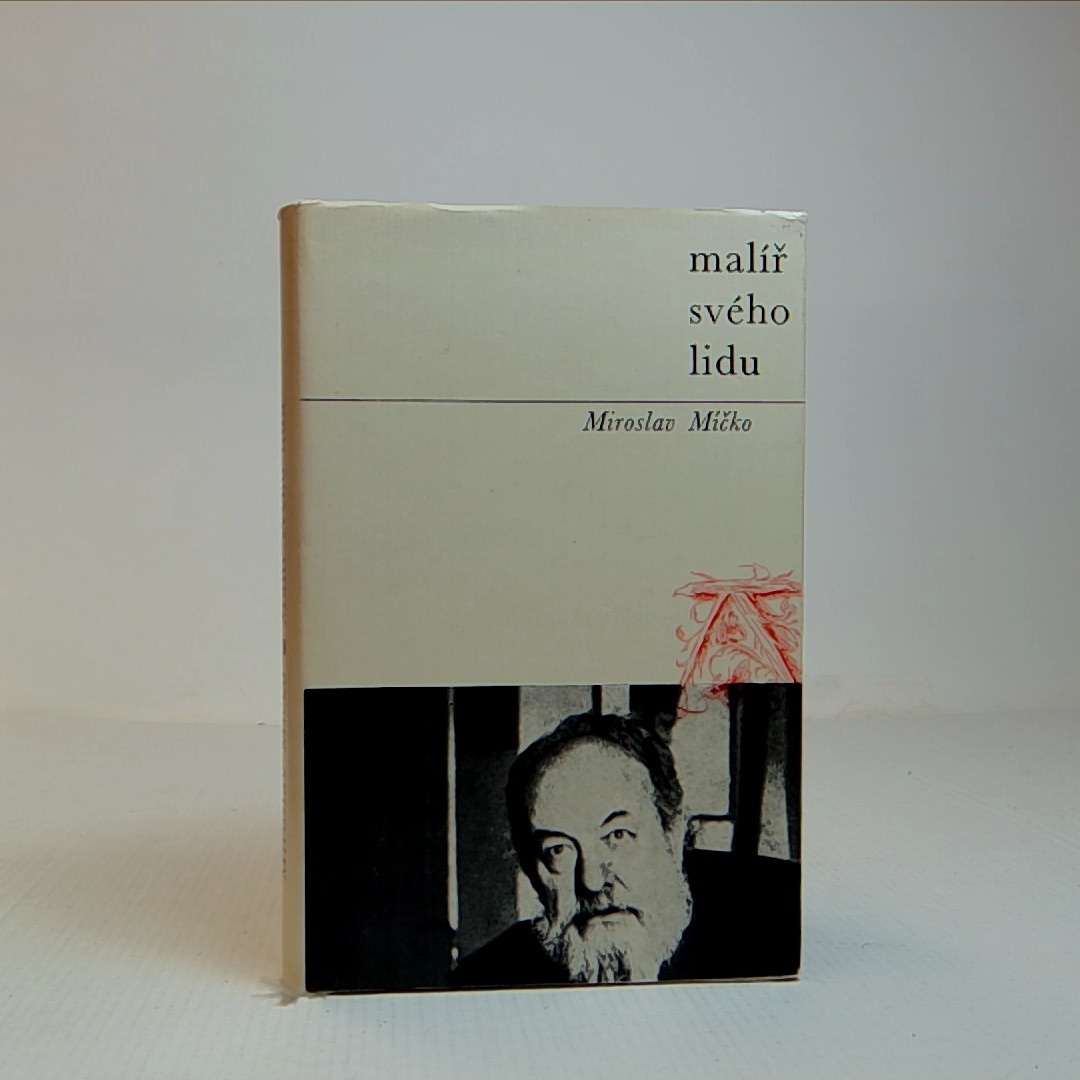 malíř
svého
lidu
Miroslav Míčko